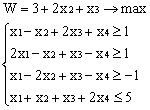 W = 3 + 2x₂ + x₃ → max
x₁- x₂ + 2x₃ - x₄ ≥ 1
2x₁ - x₂ + x₃ - x₄ ≥ 1
x₁ - 2x₂ + x₃ - x₄ ≥ -1
x₁+ x₂ + x₃ + 2x₄ ≤ 5